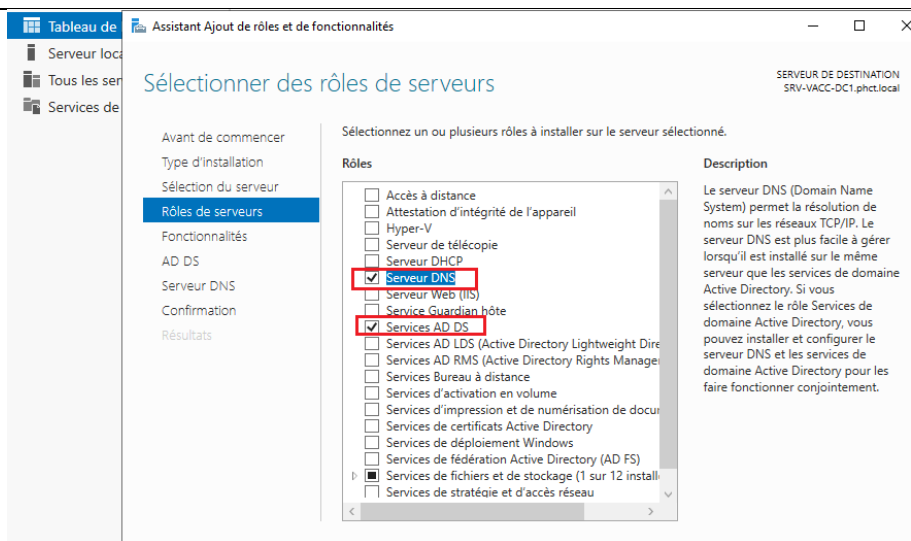 Tableau de
Assistant Ajout de rôles et de fonctionnalités
Serveur loca
Tous les ser
Services de
Sélectionner des rôles de serveurs
SERVEUR DE DESTINATION
SRV-VACC-DC1.phct.local
Avant de commencer
Type d'installation
Sélection du serveur
Rôles de serveurs
Fonctionnalités
AD DS
Serveur DNS
Confirmation
Résultats
Sélectionnez un ou plusieurs rôles à installer sur le serveur sélectionné.
Rôles
Accès à distance
Attestation d'intégrité de l'appareil
Hyper-V
Serveur de télécopie
Serveur DHCP
Serveur DNS
Serveur Web (IIS)
Service Guardian hôte
Services AD DS
Services AD LDS (Active Directory Lightweight Dire
Services AD RMS (Active Directory Rights Manage
Services Bureau à distance
Services d'activation en volume
Services d'impression et de numérisation de docu
Services de certificats Active Directory
Services de déploiement Windows
Services de fédération Active Directory (AD FS)
Services de fichiers et de stockage (1 sur 12 install
Services de stratégie et d'accès réseau
Description
Le serveur DNS (Domain Name
System) permet la résolution de
noms sur les réseaux TCP/IP. Le
serveur DNS est plus facile à gérer
lorsqu'il est installé sur le même
serveur que les services de domaine
Active Directory. Si vous
sélectionnez le rôle Services de
domaine Active Directory, vous
pouvez installer et configurer le
serveur DNS et les services de
domaine Active Directory pour les
faire fonctionner conjointement.